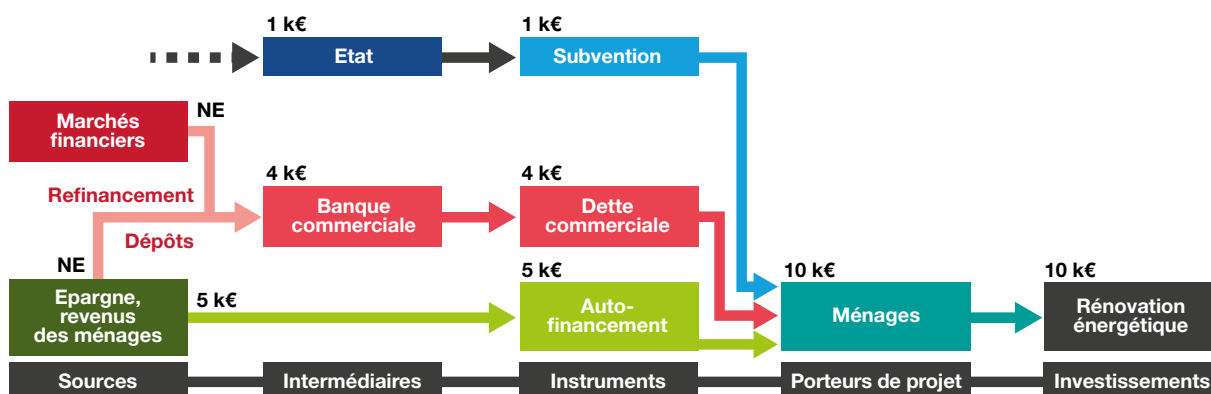 1 k€
1 k€
Etat
Subvention
NE
Marchés
financiers
4 k€
4 k€
Refinancement
Banque
commerciale
Dette
commerciale
Dépôts
NE
5 k€
10 k€
10 k€
Epargne,
revenus
des ménages
5 k€
Auto-
financement
Ménages
Rénovation
énergétique
Sources
Intermédiaires
Instruments
Porteurs de projet
Investissements